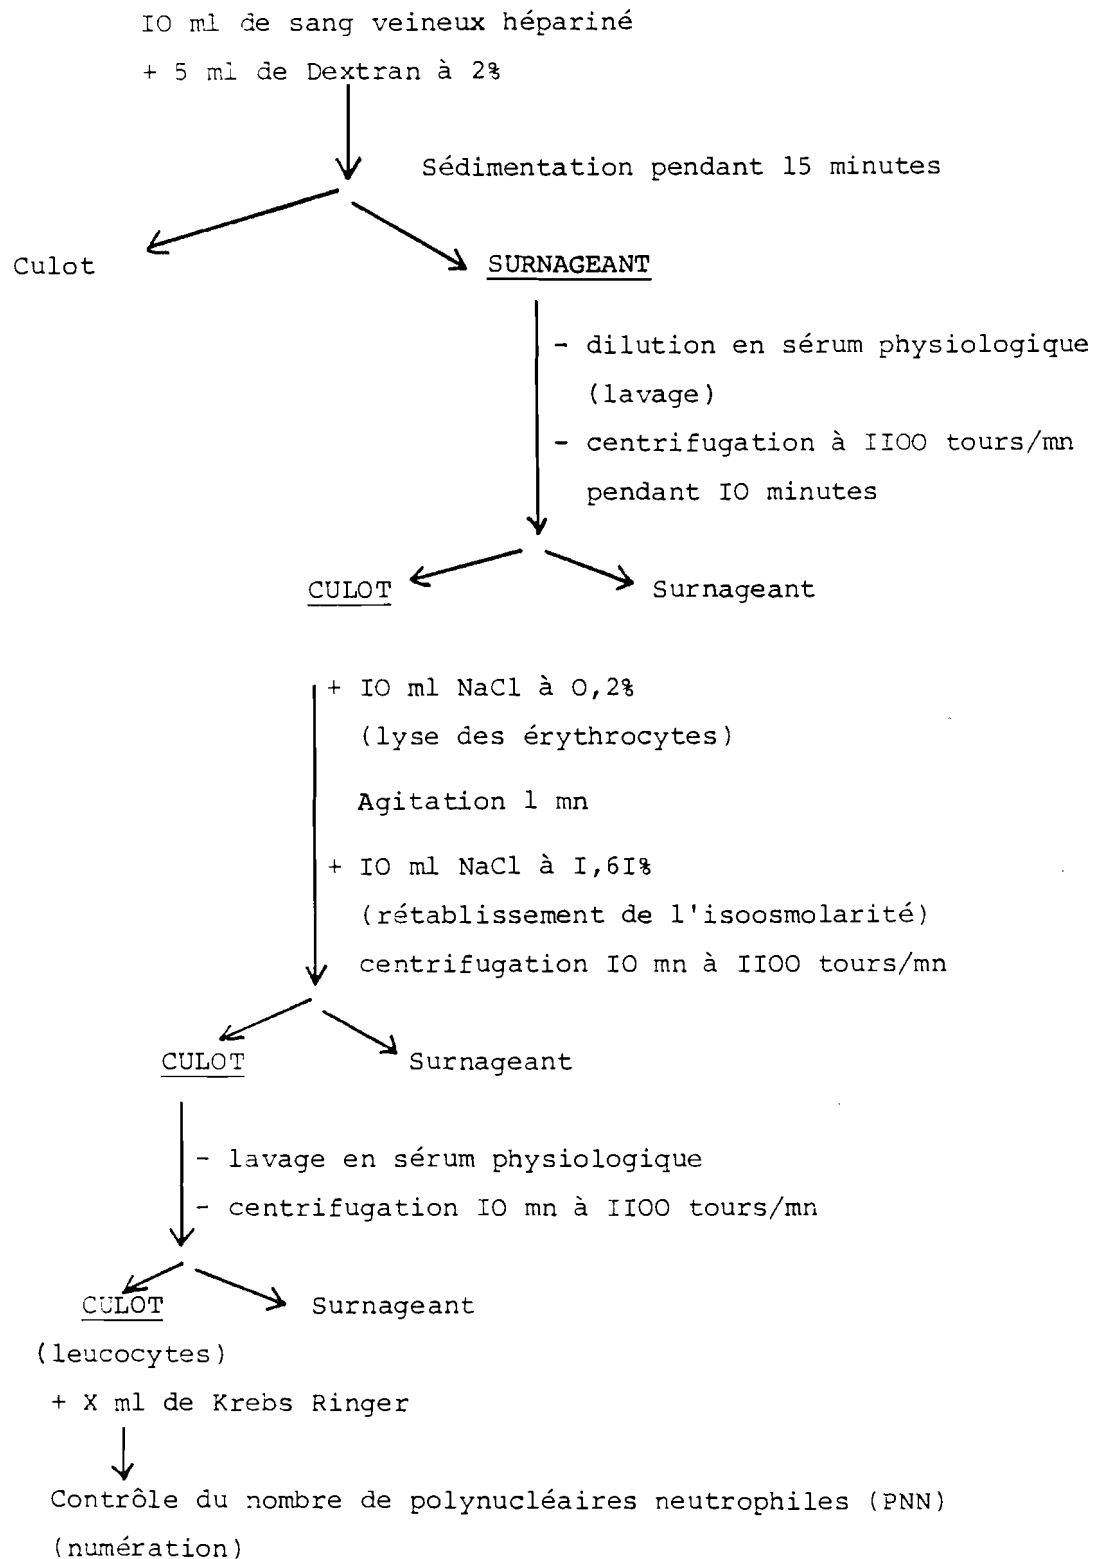 IO ml de sang veineux hépariné
+ 5 ml de Dextran à 2%
Sédimentation pendant 15 minutes
Culot
SURNAGEANT
- dilution en sérum physiologique
(lavage)
- centrifugation à IIOO tours/mn
pendant IO minutes
CULOT
Surnageant
+ IO ml NaCl à O,2%
(lyse des érythrocytes)
Agitation 1 mn
+ IO ml NaCl à I,6I%
(rétablissement de l'isoosmolarité)
centrifugation IO mn à IIOO tours/mn
CULOT
Surnageant
- lavage en sérum physiologique
- centrifugation IO mn à IIOO tours/mn
CULOT
Surnageant
(leucocytes)
+ X ml de Krebs Ringer
Contrôle du nombre de polynucléaires neutrophiles (PNN)
(numération)